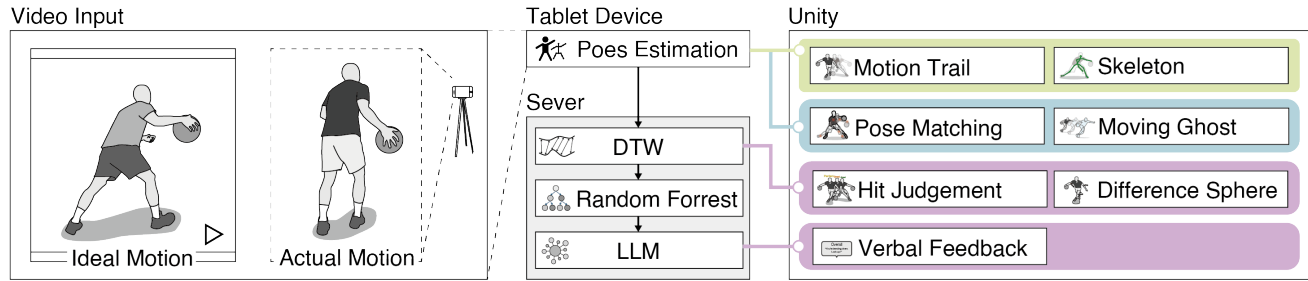 Video Input
Ideal Motion
Actual Motion
Tablet Device
Poes Estimation
Sever
DTW
Random Forrest
LLM
Unity
Motion Trail
Skeleton
Pose Matching
Moving Ghost
Hit Judgement
Difference Sphere
Verbal Feedback